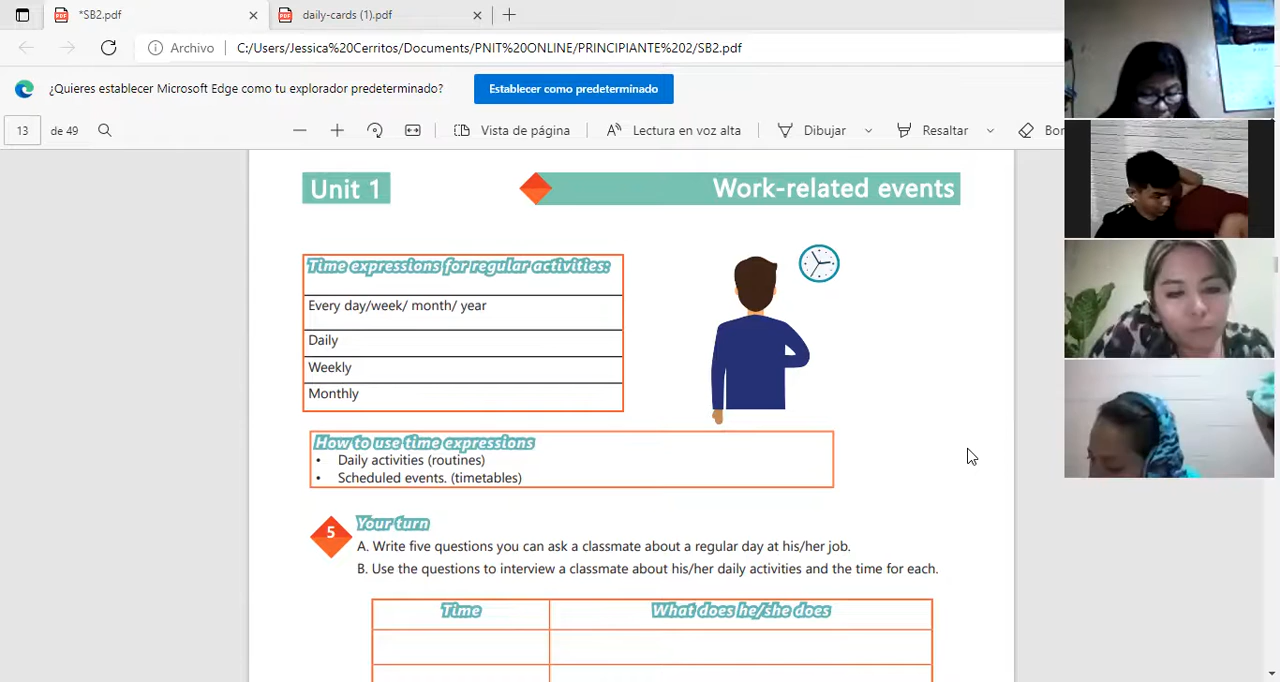 *SB2.pdf
daily-cards (1).pdf
Archivo
C:/Users/Jessica%20Cerritos/Documents/PNIT%20ONLINE/PRINCIPIANTE%202/SB2.pdf
¿Quieres establecer Microsoft Edge como tu explorador predeterminado?
Establecer como predeterminado
13 de 49
Vista de página
Lectura en voz alta
Dibujar
Resaltar
Bor
Unit 1
Work-related events
Time expressions for regular activities:
Every day/week/ month/ year
Daily
Weekly
Monthly
How to use time expressions
• Daily activities (routines)
• Scheduled events. (timetables)
5 Your turn
A. Write five questions you can ask a classmate about a regular day at his/her job.
B. Use the questions to interview a classmate about his/her daily activities and the time for each.
Time
What does he/she does